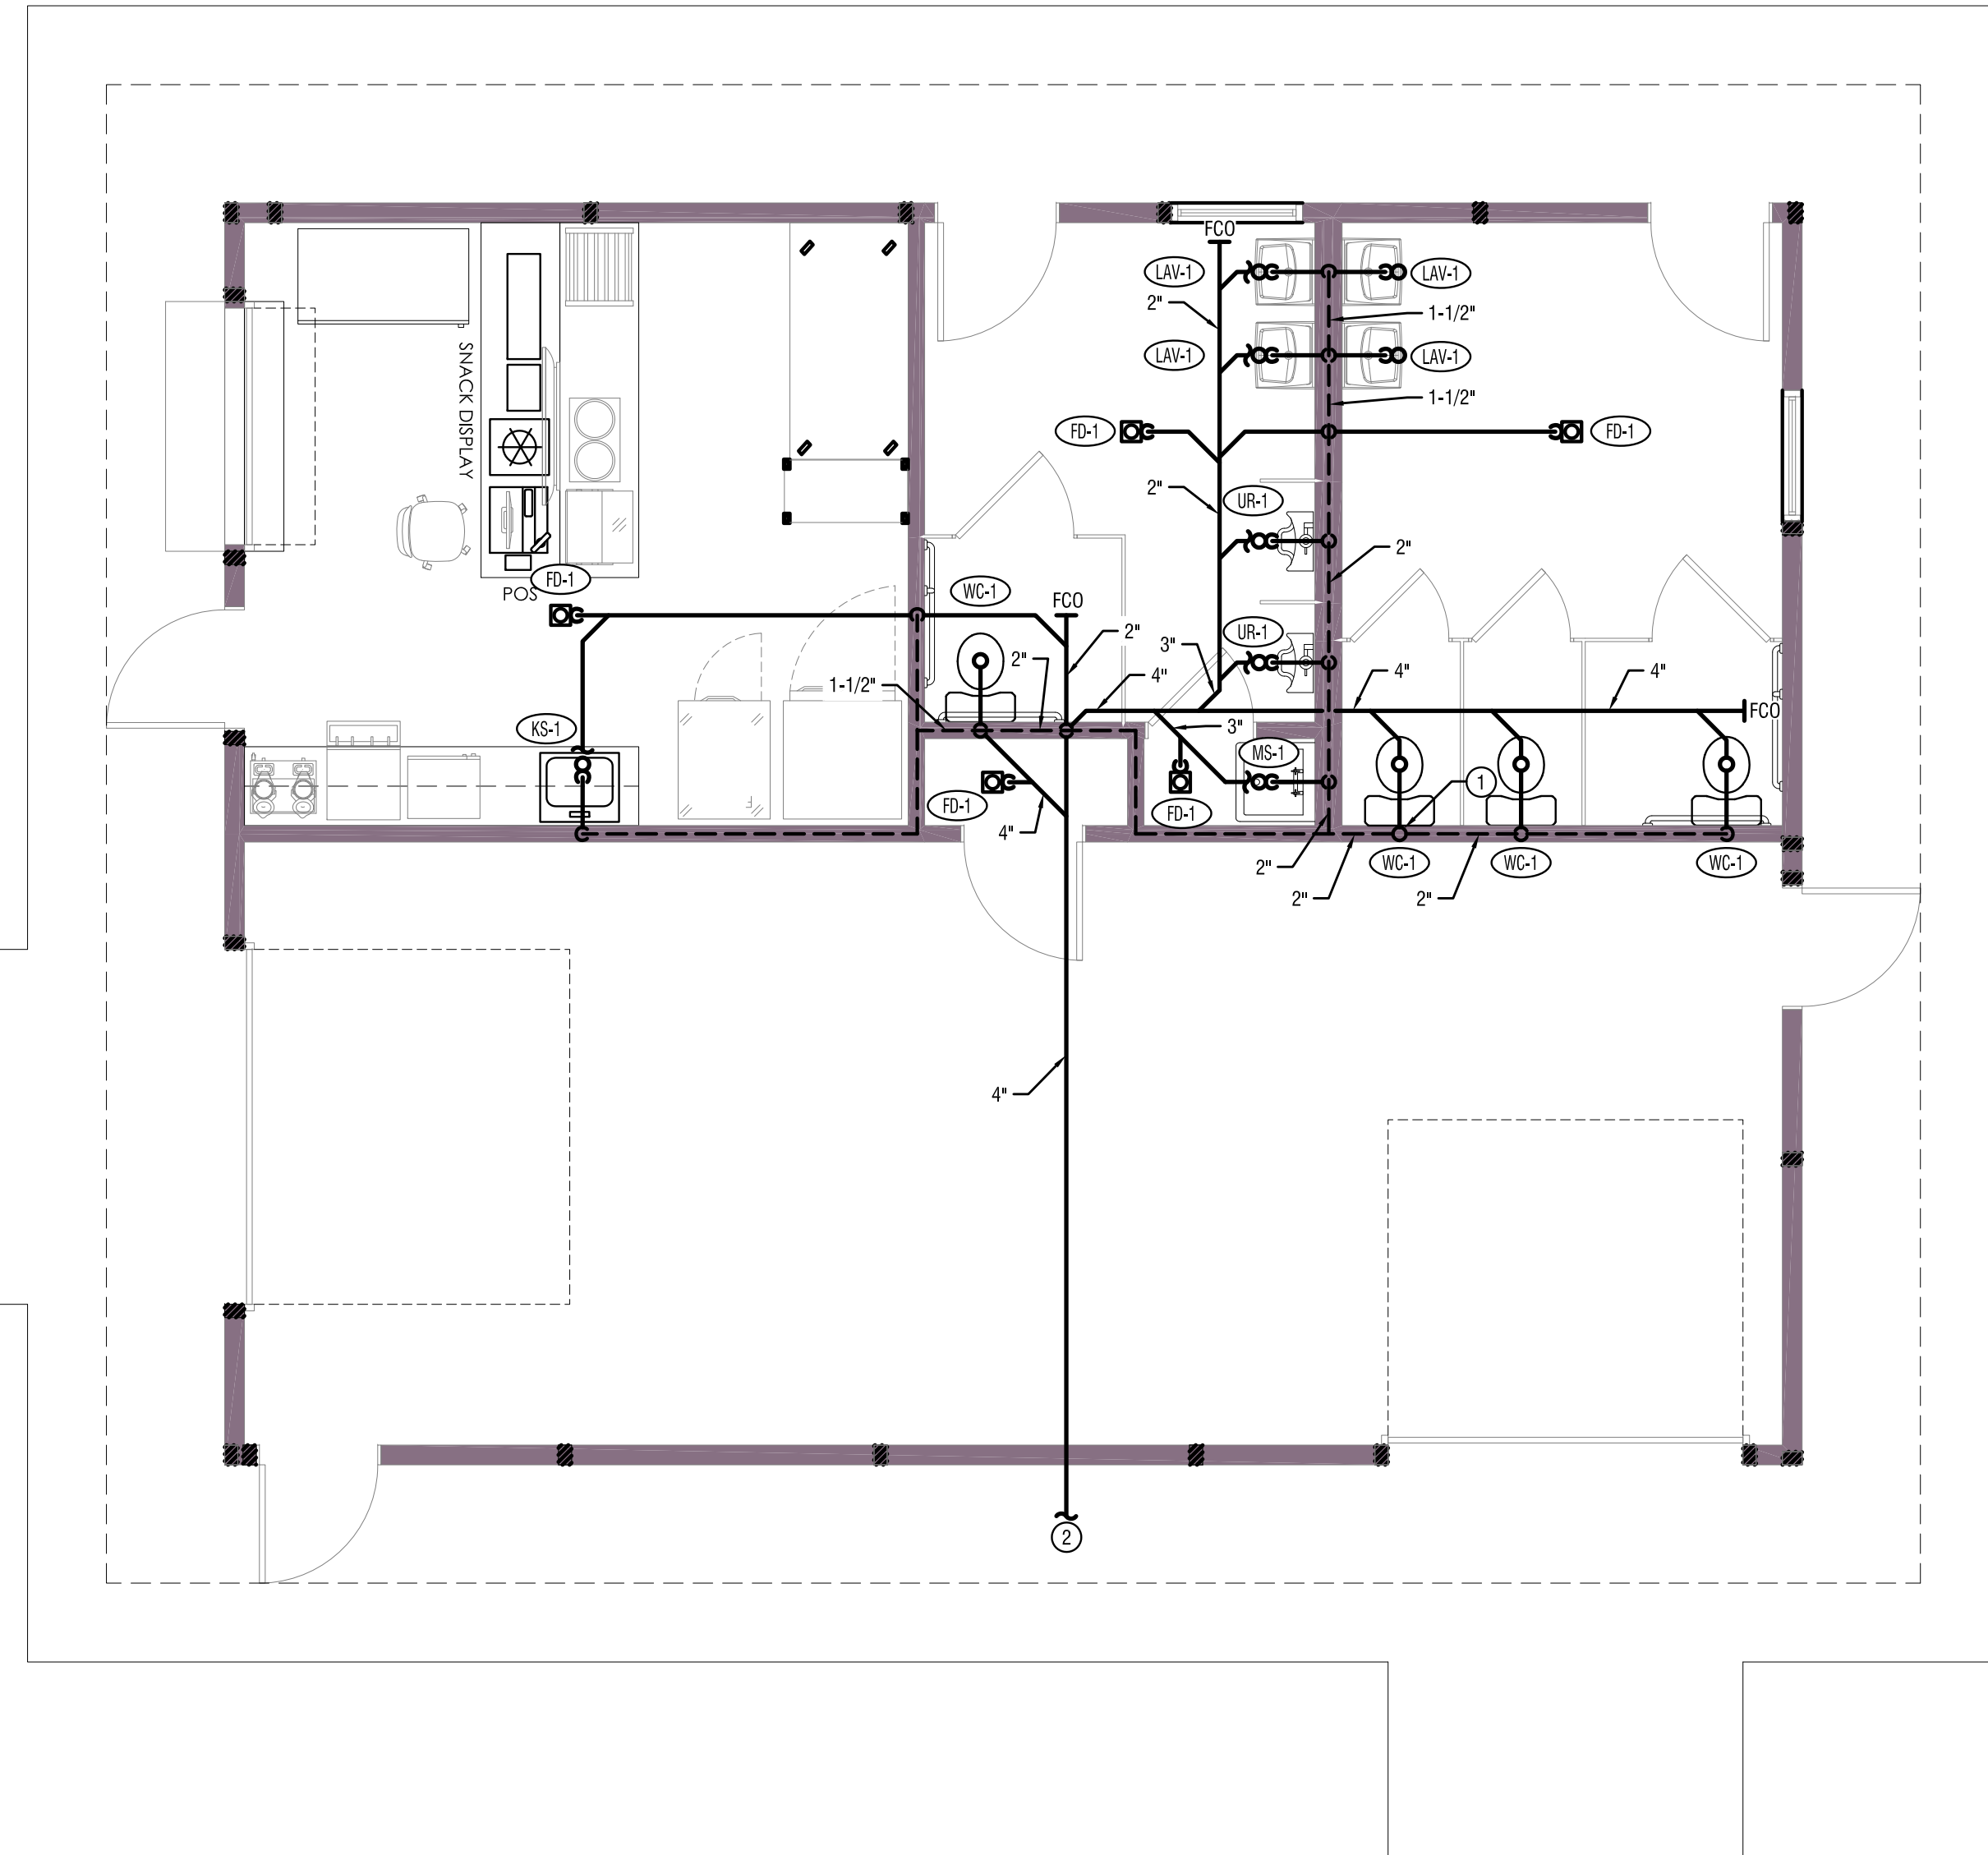 FCO
LAV-1
LAV-1
2"
1-1/2"
LAV-1
LAV-1
1-1/2"
SNACK DISPLAY
FD-1
FD-1
2"
UR-1
2"
FD-1
POS
WC-1
FCO
2"
UR-1
2"
3"
4"
4"
4"
1-1/2"
FCO
KS-1
3"
MS-1
1
FD-1
FD-1
4"
2"
WC-1
WC-1
WC-1
2"
2"
4"
2